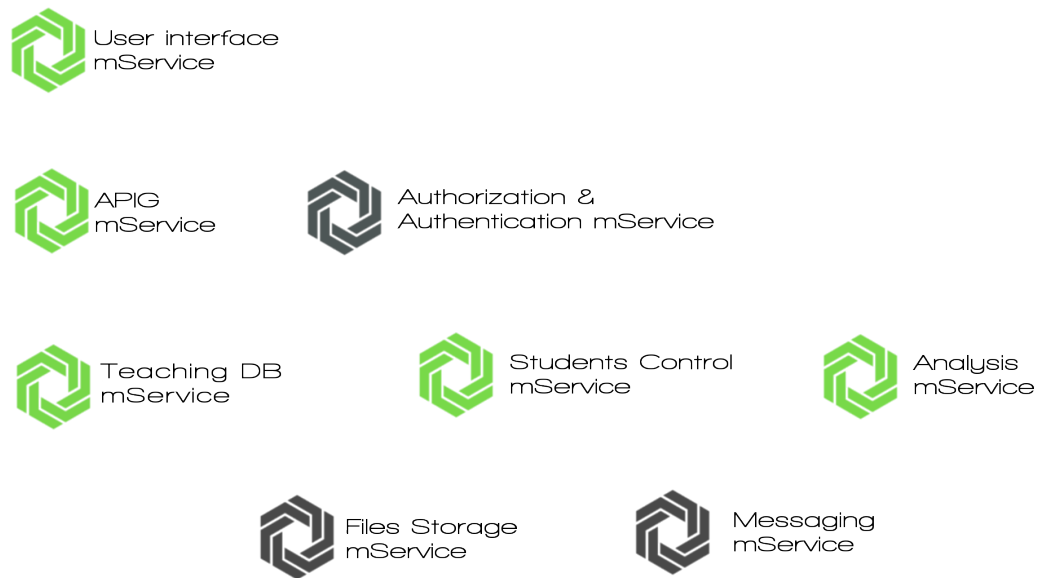 User interface
mService
APIG
mService
Authorization &
Authentication mService
Teaching DB
mService
Students Control
mService
Analysis
mService
Files Storage
mService
Messaging
mService